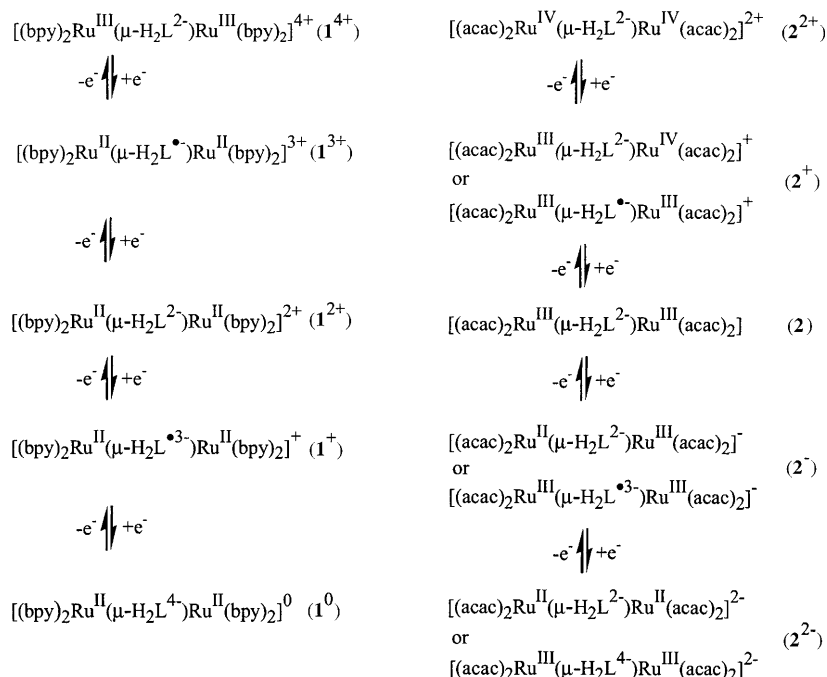 [(bpy)₂Ruᴵᴵᴵ(μ-H₂L²⁻)Ruᴵᴵᴵ(bpy)₂]⁴⁺ (1⁴⁺)
-e⁻ +e⁻
[(bpy)₂Ruᴵᴵ(μ-H₂L•⁻)Ruᴵᴵ(bpy)₂]³⁺ (1³⁺)
-e⁻ +e⁻
[(bpy)₂Ruᴵᴵ(μ-H₂L²⁻)Ruᴵᴵ(bpy)₂]²⁺ (1²⁺)
-e⁻ +e⁻
[(bpy)₂Ruᴵᴵ(μ-H₂L•³⁻)Ruᴵᴵ(bpy)₂]⁺ (1⁺)
-e⁻ +e⁻
[(bpy)₂Ruᴵᴵ(μ-H₂L⁴⁻)Ruᴵᴵ(bpy)₂]⁰ (1⁰)
[(acac)₂Ruᴵⱽ(μ-H₂L²⁻)Ruᴵⱽ(acac)₂]²⁺ (2²⁺)
-e⁻ +e⁻
[(acac)₂Ruᴵᴵᴵ(μ-H₂L²⁻)Ruᴵⱽ(acac)₂]⁺
or (2⁺)
[(acac)₂Ruᴵᴵᴵ(μ-H₂L•⁻)Ruᴵᴵᴵ(acac)₂]⁺
-e⁻ +e⁻
[(acac)₂Ruᴵᴵᴵ(μ-H₂L²⁻)Ruᴵᴵᴵ(acac)₂] (2)
-e⁻ +e⁻
[(acac)₂Ruᴵᴵ(μ-H₂L²⁻)Ruᴵᴵᴵ(acac)₂]⁻
or (2⁻)
[(acac)₂Ruᴵᴵᴵ(μ-H₂L•³⁻)Ruᴵᴵᴵ(acac)₂]⁻
-e⁻ +e⁻
[(acac)₂Ruᴵᴵ(μ-H₂L²⁻)Ruᴵᴵ(acac)₂]²⁻
or (2²⁻)
[(acac)₂Ruᴵᴵᴵ(μ-H₂L⁴⁻)Ruᴵᴵᴵ(acac)₂]²⁻